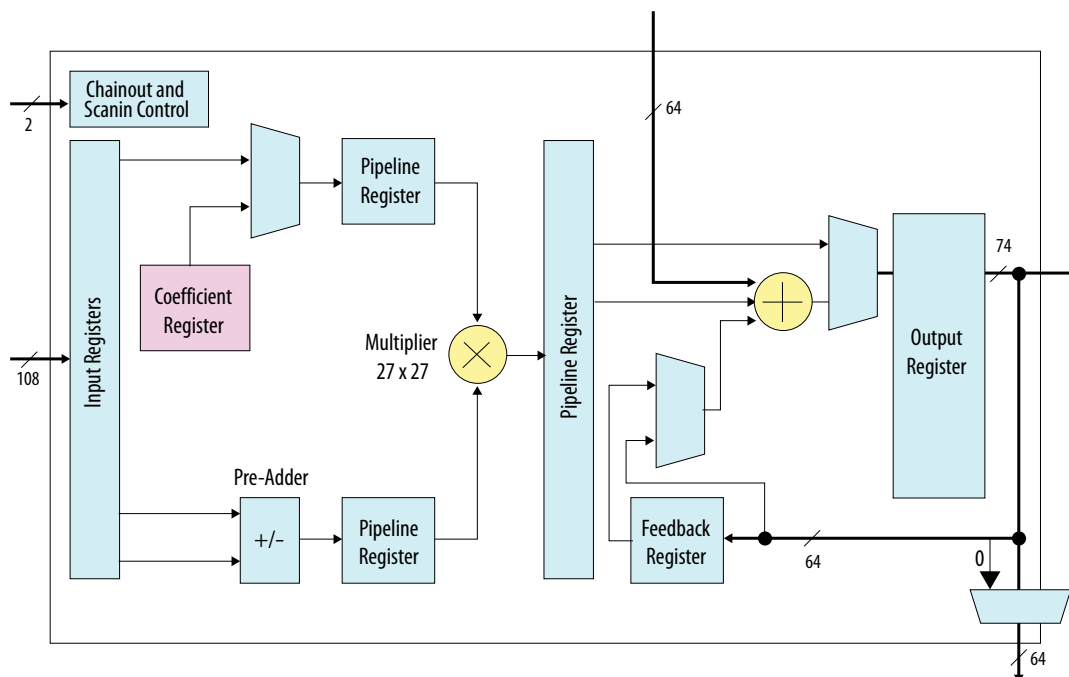 Chainout and
Scanin Control
2
64
Input Registers
108
Pipeline
Register
Coefficient
Register
Multiplier
27 x 27
Pre-Adder
+/–
Pipeline
Register
Pipeline Register
Feedback
Register
64
Output
Register
74
0
64